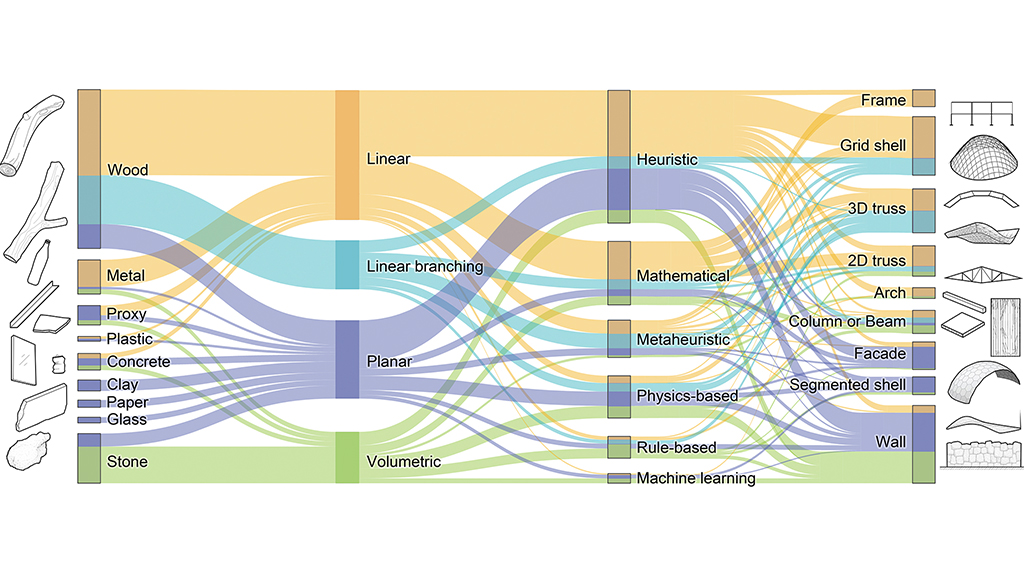 Wood
Metal
Proxy
Plastic
Concrete
Clay
Paper
Glass
Stone
Linear
Linear branching
Planar
Volumetric
Heuristic
Mathematical
Metaheuristic
Physics-based
Rule-based
Machine learning
Frame
Grid shell
3D truss
2D truss
Arch
Column or Beam
Facade
Segmented shell
Wall